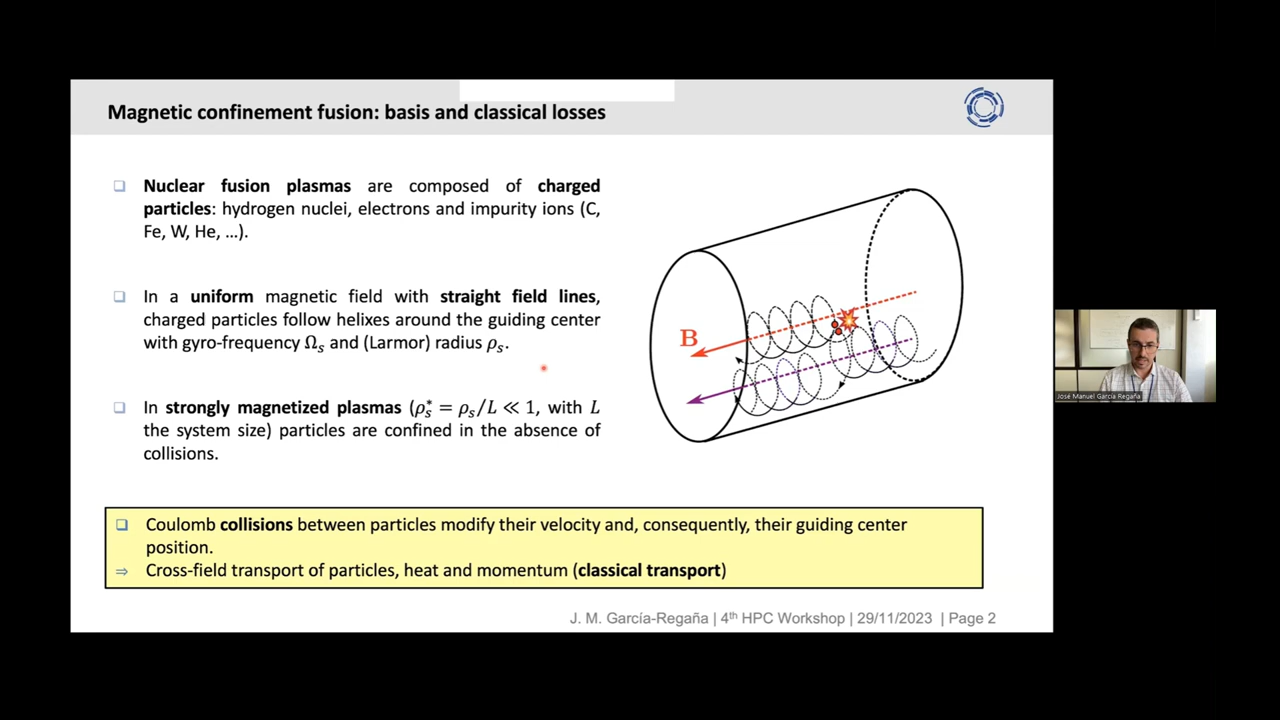 Magnetic confinement fusion: basis and classical losses
Nuclear fusion plasmas are composed of charged
particles: hydrogen nuclei, electrons and impurity ions (C,
Fe, W, He, …).
In a uniform magnetic field with straight field lines,
charged particles follow helixes around the guiding center
with gyro-frequency Ωₛ and (Larmor) radius ρₛ.
In strongly magnetized plasmas (ρₛ* = ρₛ/L ≪ 1, with L
the system size) particles are confined in the absence of
collisions.
B
José Manuel García Regaña
Coulomb collisions between particles modify their velocity and, consequently, their guiding center
position.
⇒ Cross-field transport of particles, heat and momentum (classical transport)
J. M. García-Regaña | 4th HPC Workshop | 29/11/2023 | Page 2